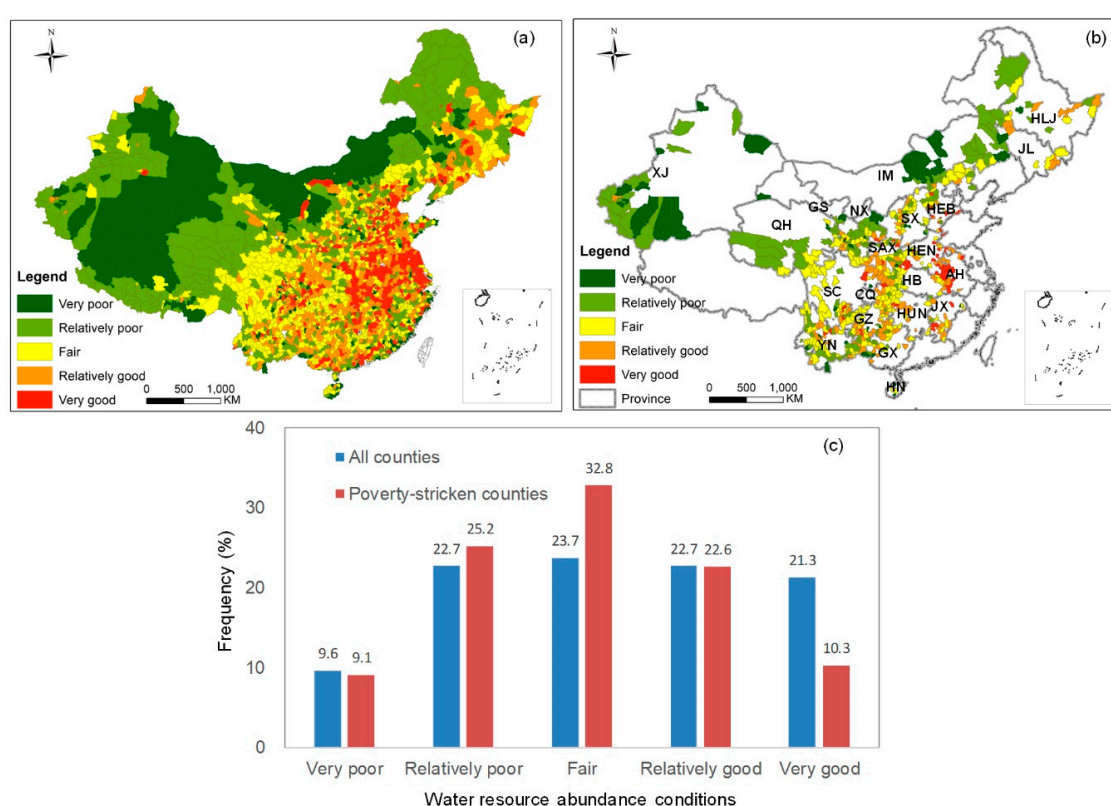 N
(a)
Legend
Very poor
Relatively poor
Fair
Relatively good
Very good
0 500 1,000
KM
N
(b)
HLJ
JL
XJ
IM
GS
NX
HEB
SX
QH
SAX
HEN
AH
HB
SC
CQ
JX
HUN
GZ
YN
GX
HN
Legend
Very poor
Relatively poor
Fair
Relatively good
Very good
Province
0 500 1,000
KM
(c)
All counties
Poverty-stricken counties
Frequency (%)
40
30
20
10
0
9.6
9.1
22.7
25.2
23.7
32.8
22.7
22.6
21.3
10.3
Very poor
Relatively poor
Fair
Relatively good
Very good
Water resource abundance conditions